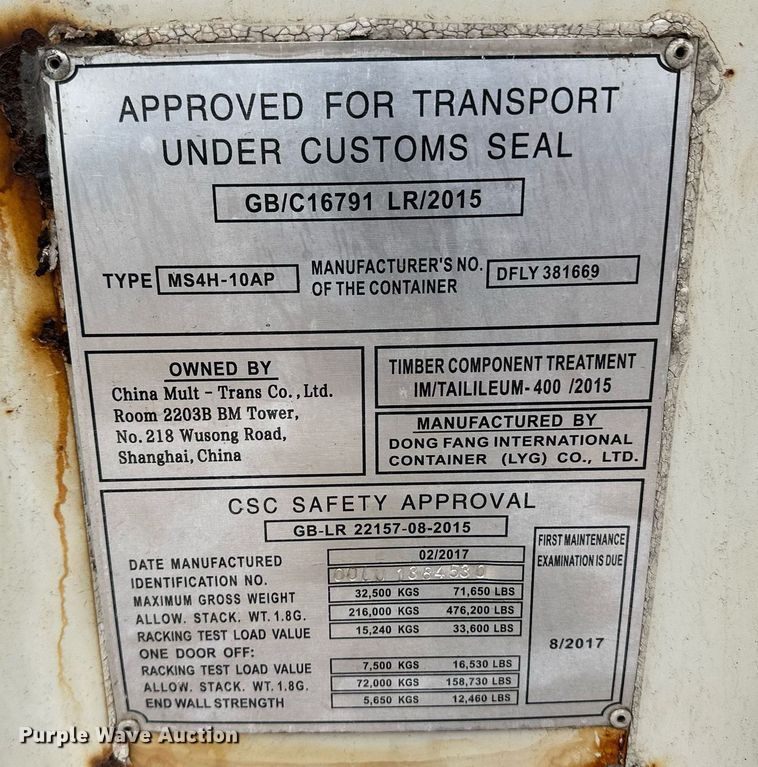 APPROVED FOR TRANSPORT
UNDER CUSTOMS SEAL
GB/C16791 LR/2015
TYPE MS4H-10AP
MANUFACTURER'S NO.
OF THE CONTAINER
DFLY 381669
OWNED BY
China Mult - Trans Co., Ltd.
Room 2203B BM Tower,
No. 218 Wusong Road,
Shanghai, China
TIMBER COMPONENT TREATMENT
IM/TAILILEUM-400 /2015
MANUFACTURED BY
DONG FANG INTERNATIONAL
CONTAINER (LYG) CO., LTD.
CSC SAFETY APPROVAL
GB-LR 22157-08-2015
DATE MANUFACTURED 02/2017
IDENTIFICATION NO. 1384530
MAXIMUM GROSS WEIGHT 32,500 KGS 71,650 LBS
ALLOW. STACK. WT. 1.8G. 216,000 KGS 476,200 LBS
RACKING TEST LOAD VALUE 15,240 KGS 33,600 LBS
ONE DOOR OFF:
RACKING TEST LOAD VALUE 7,500 KGS 16,530 LBS
ALLOW. STACK. WT. 1.8G. 72,000 KGS 158,730 LBS
END WALL STRENGTH 5,650 KGS 12,460 LBS
FIRST MAINTENANCE
EXAMINATION IS DUE
8/2017
Purple Wave Auction